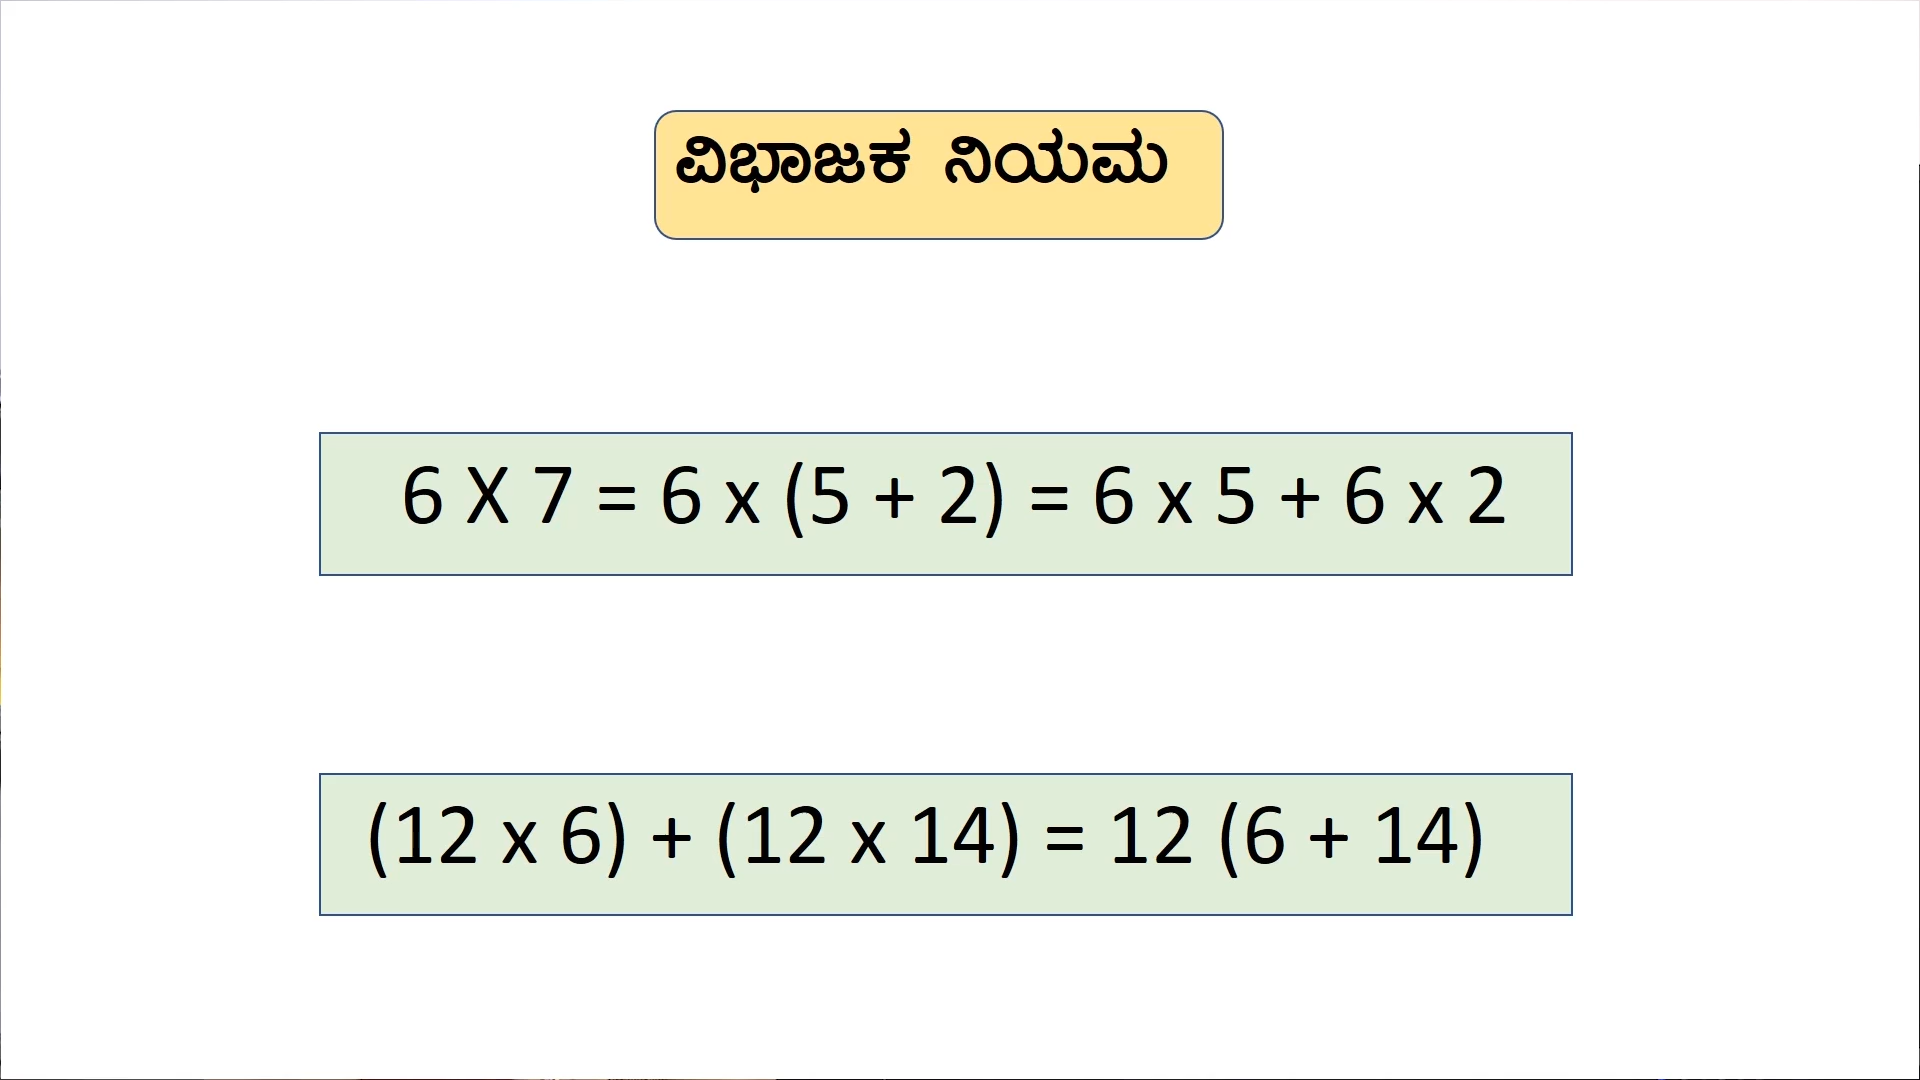 ವಿಭಾಜಕ ನಿಯಮ
6 X 7 = 6 x (5 + 2) = 6 x 5 + 6 x 2
(12 x 6) + (12 x 14) = 12 (6 + 14)